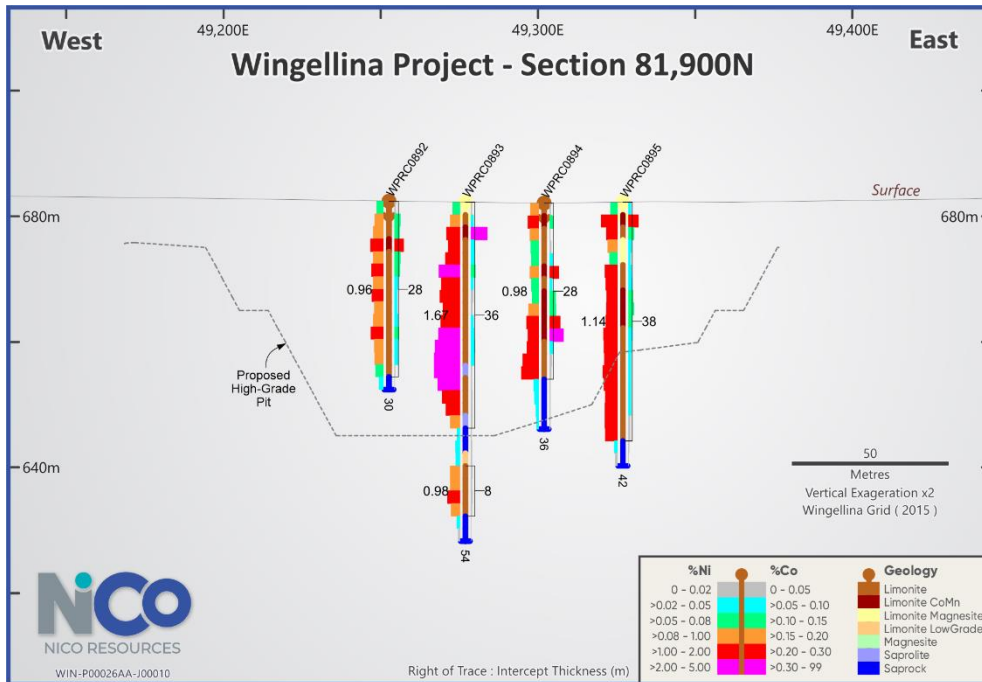 49,200E
49,300E
49,400E
West
East
Wingellina Project - Section 81,900N
WPRC0892
WPRC0893
WPRC0894
WPRC0895
Surface
680m
680m
0.96
28
1.67
36
0.98
28
1.14
38
Proposed
High-Grade
Pit
30
36
42
640m
640m
0.98
8
54
50
Metres
Vertical Exageration x2
Wingellina Grid ( 2015 )
%Ni
%Co
Geology
0 - 0.02
0 - 0.05
Limonite
>0.02 - 0.05
>0.05 - 0.10
Limonite CoMn
>0.05 - 0.08
>0.10 - 0.15
Limonite Magnesite
>0.08 - 1.00
>0.15 - 0.20
Limonite LowGrade
>1.00 - 2.00
>0.20 - 0.30
Magnesite
>2.00 - 5.00
>0.30 - 99
Saprolite
Saprock
NiCo
NICO RESOURCES
WIN-P00026AA-J00010
Right of Trace : Intercept Thickness (m)